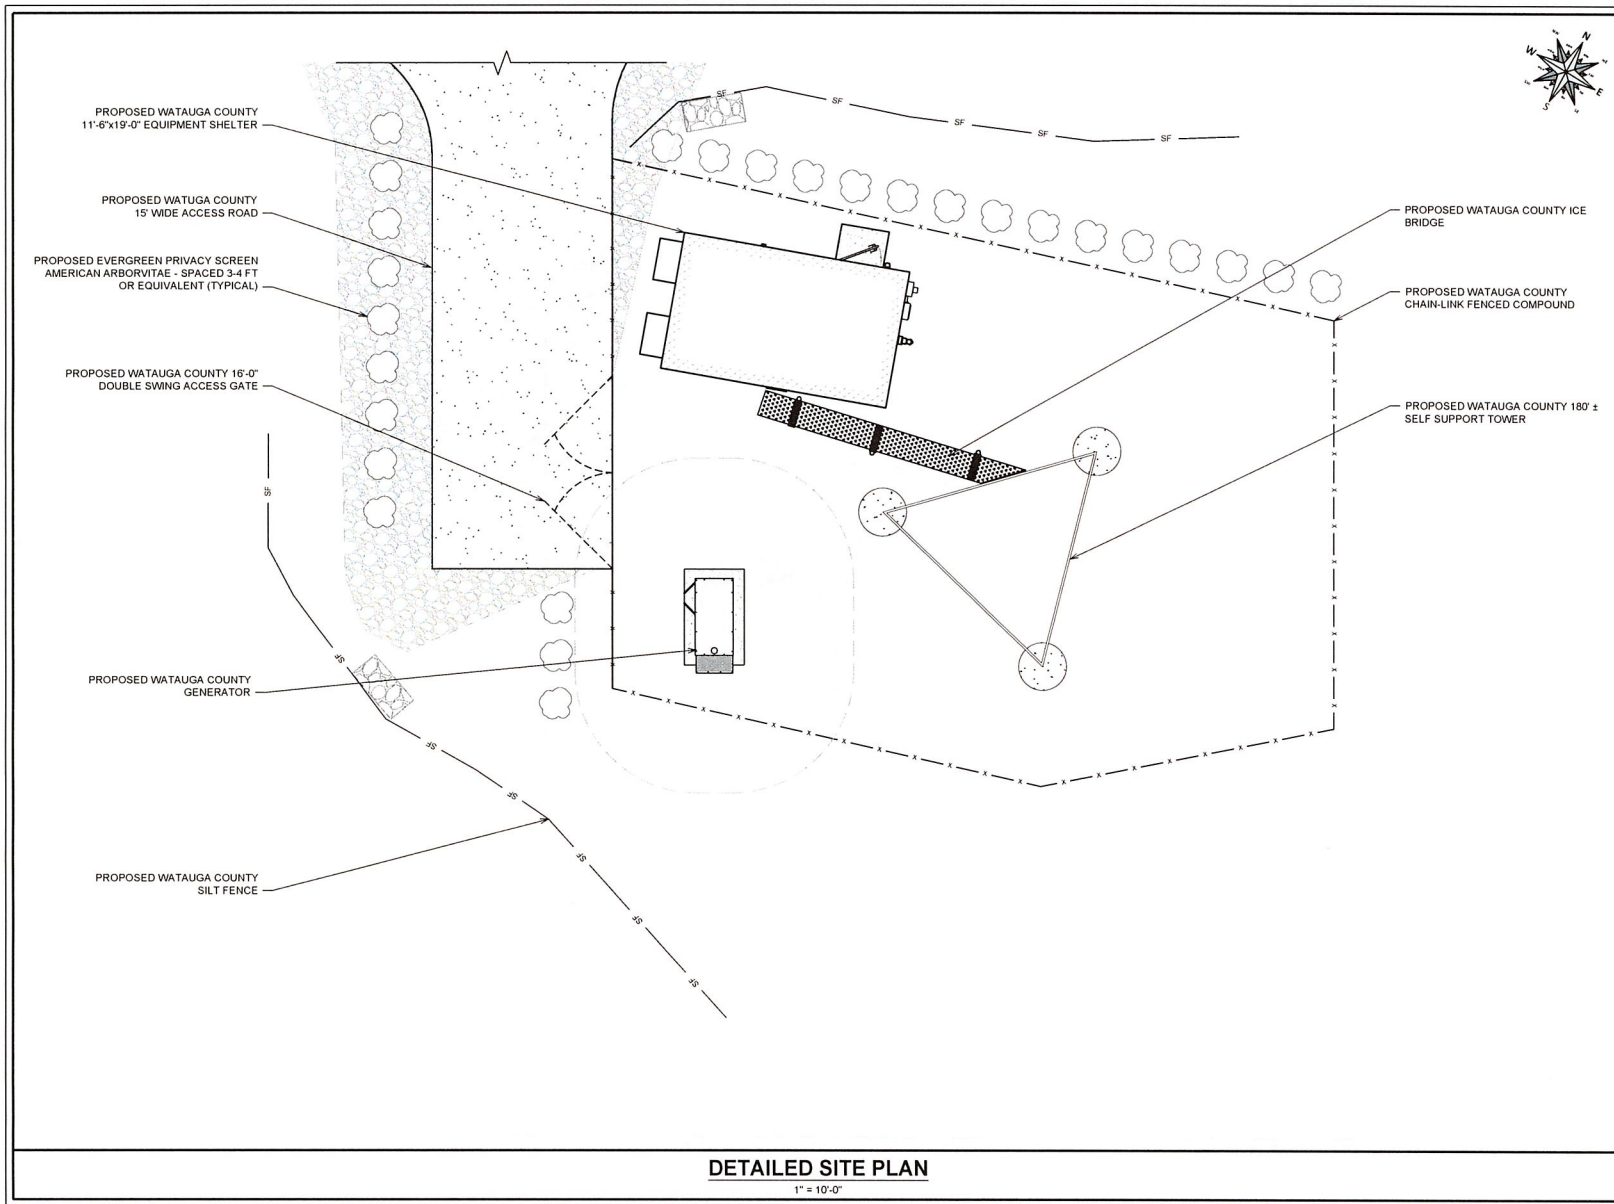 N
W
E
S
PROPOSED WATAUGA COUNTY
11'-6"x19'-0" EQUIPMENT SHELTER
PROPOSED WATUGA COUNTY
15' WIDE ACCESS ROAD
PROPOSED EVERGREEN PRIVACY SCREEN
AMERICAN ARBORVITAE - SPACED 3-4 FT
OR EQUIVALENT (TYPICAL)
PROPOSED WATAUGA COUNTY 16'-0"
DOUBLE SWING ACCESS GATE
PROPOSED WATAUGA COUNTY
GENERATOR
PROPOSED WATAUGA COUNTY
SILT FENCE
PROPOSED WATAUGA COUNTY ICE
BRIDGE
PROPOSED WATAUGA COUNTY
CHAIN-LINK FENCED COMPOUND
PROPOSED WATAUGA COUNTY 180' ±
SELF SUPPORT TOWER
SF
SF
SF
SF
SF
SF
SF
SF
SF
SF
SF
SF
DETAILED SITE PLAN
1" = 10'-0"